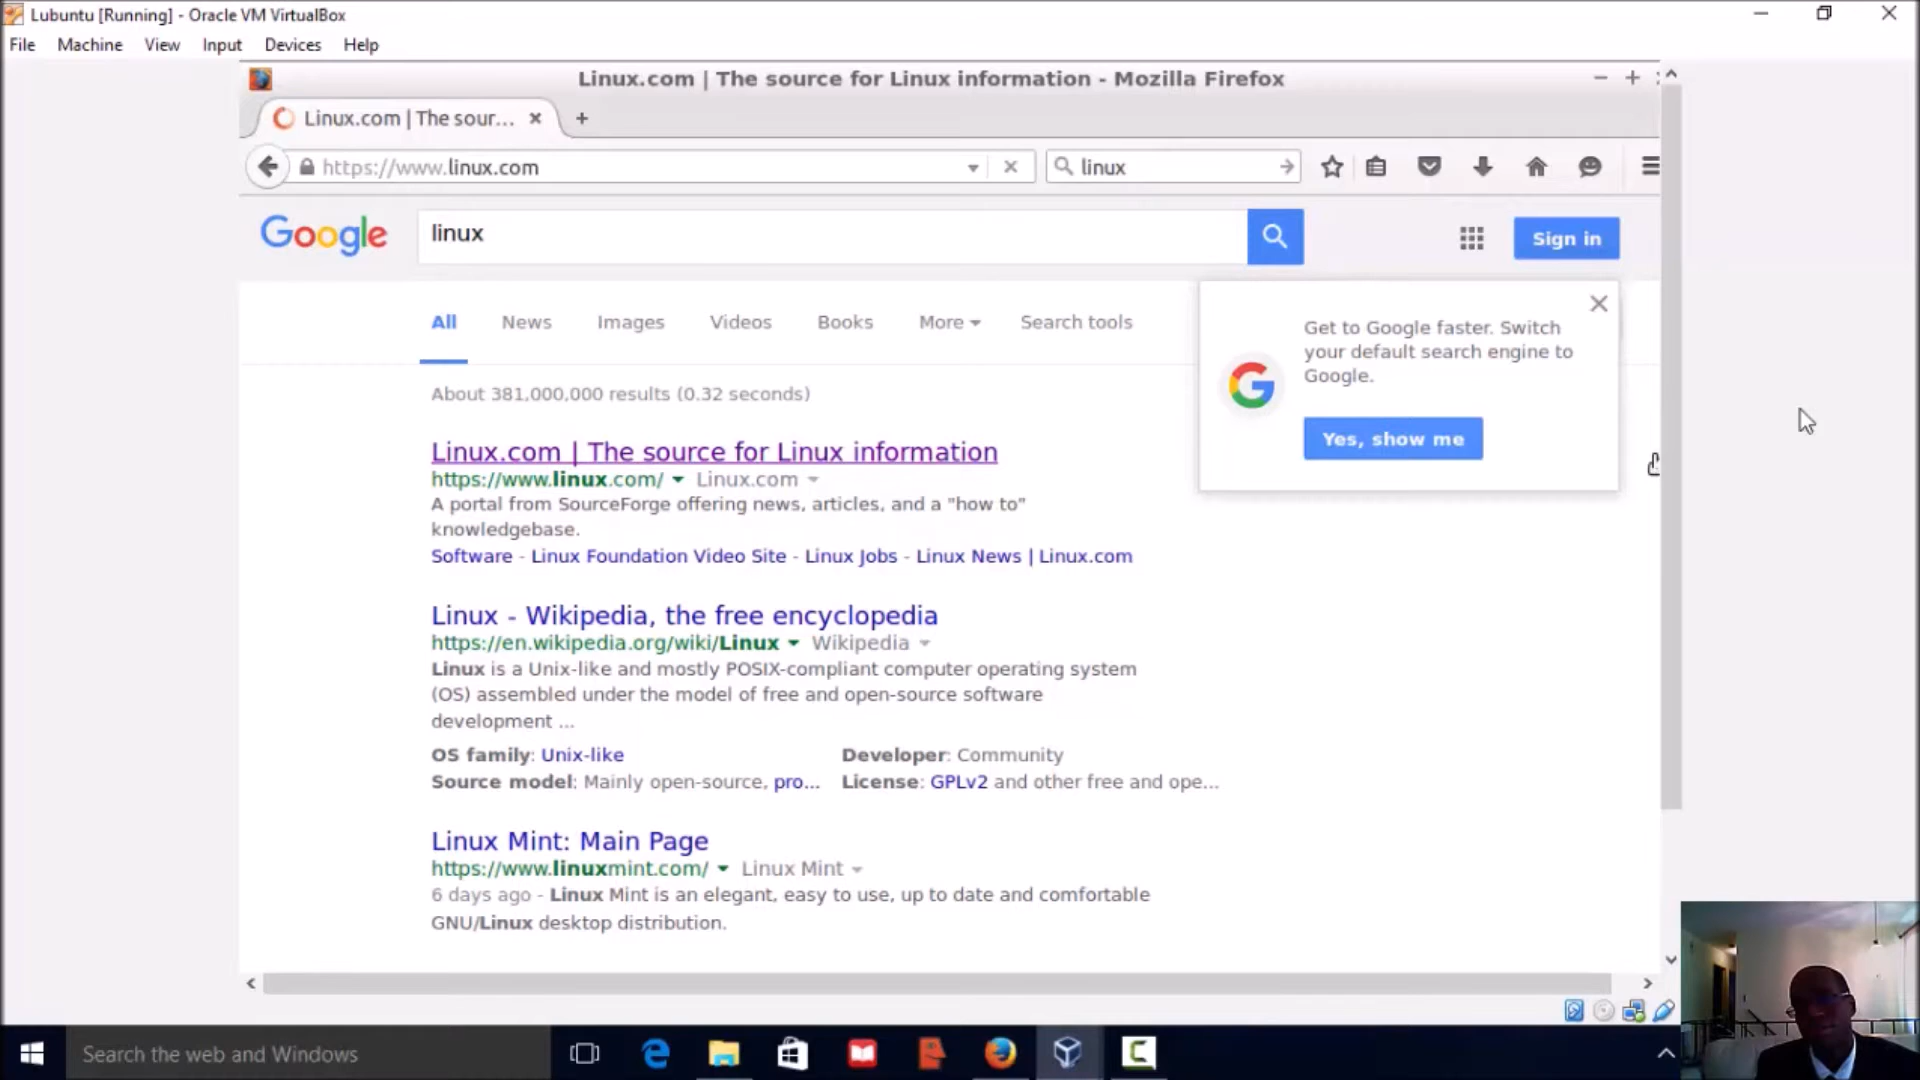 Lubuntu [Running] - Oracle VM VirtualBox
File Machine View Input Devices Help
Linux.com | The source for Linux information - Mozilla Firefox
Linux.com | The sour...
https://www.linux.com
linux
Google
linux
Sign in
All News Images Videos Books More Search tools
Get to Google faster. Switch
your default search engine to
Google.
Yes, show me
About 381,000,000 results (0.32 seconds)
Linux.com | The source for Linux information
https://www.linux.com/ Linux.com
A portal from SourceForge offering news, articles, and a "how to"
knowledgebase.
Software - Linux Foundation Video Site - Linux Jobs - Linux News | Linux.com
Linux - Wikipedia, the free encyclopedia
https://en.wikipedia.org/wiki/Linux Wikipedia
Linux is a Unix-like and mostly POSIX-compliant computer operating system
(OS) assembled under the model of free and open-source software
development ...
OS family: Unix-like Developer: Community
Source model: Mainly open-source, pro... License: GPLv2 and other free and ope...
Linux Mint: Main Page
https://www.linuxmint.com/ Linux Mint
6 days ago - Linux Mint is an elegant, easy to use, up to date and comfortable
GNU/Linux desktop distribution.
Search the web and Windows